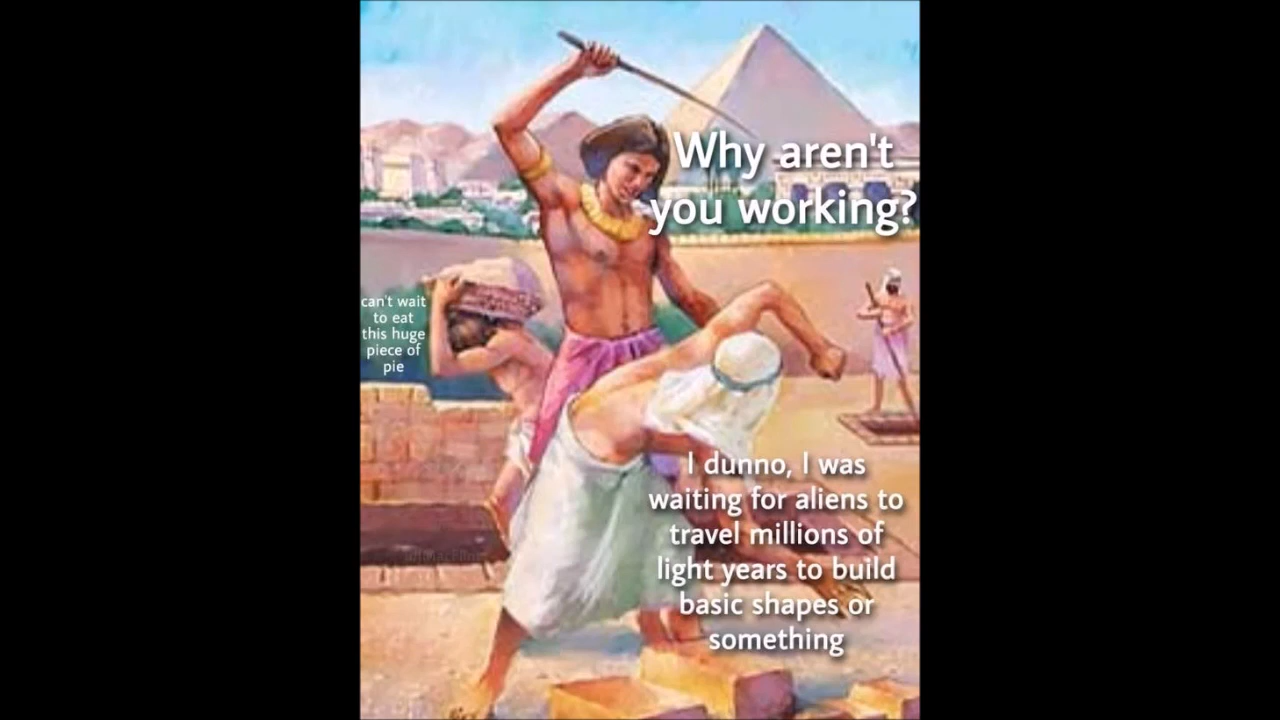 Why aren't
you working?
can't wait
to eat
this huge
piece of
pie
I dunno, I was
waiting for aliens to
travel millions of
light years to build
basic shapes or
something